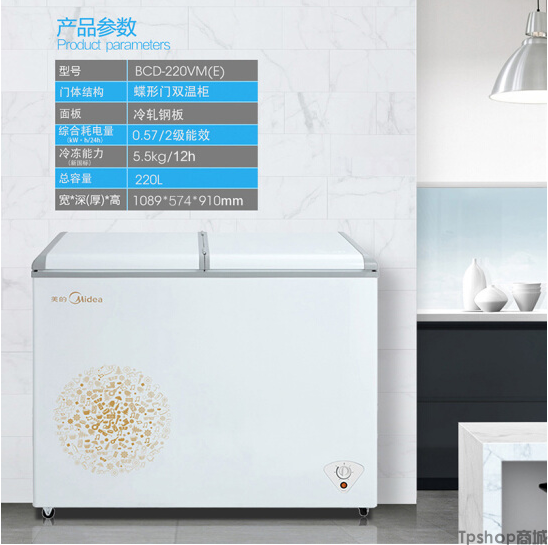 产品参数
Product parameters
型号 BCD-220VM(E)
门体结构 蝶形门双温柜
面板 冷轧钢板
综合耗电量 0.57/2级能效
(kW·h/24h)
冷冻能力 5.5kg/12h
(新国标)
总容量 220L
宽*深(厚)*高 1089*574*910mm
美的 Midea
Tpshop商城